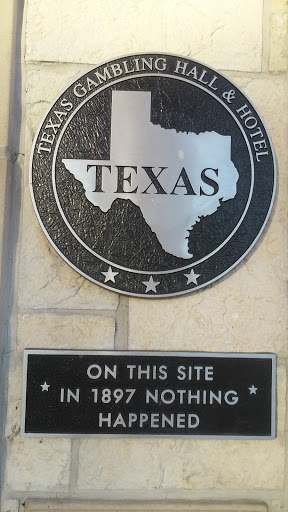 TEXAS GAMBLING HALL & HOTEL
TEXAS
ON THIS SITE
IN 1897 NOTHING
HAPPENED